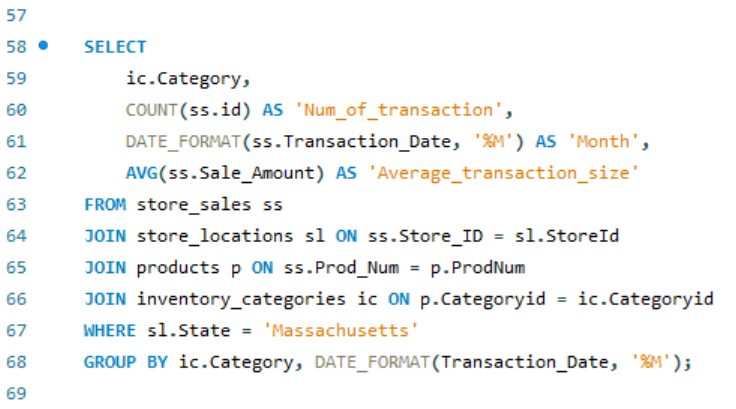 57
58 SELECT
59 ic.Category,
60 COUNT(ss.id) AS 'Num_of_transaction',
61 DATE_FORMAT(ss.Transaction_Date, '%M') AS 'Month',
62 AVG(ss.Sale_Amount) AS 'Average_transaction_size'
63 FROM store_sales ss
64 JOIN store_locations sl ON ss.Store_ID = sl.StoreId
65 JOIN products p ON ss.Prod_Num = p.ProdNum
66 JOIN inventory_categories ic ON p.Categoryid = ic.Categoryid
67 WHERE sl.State = 'Massachusetts'
68 GROUP BY ic.Category, DATE_FORMAT(Transaction_Date, '%M');
69